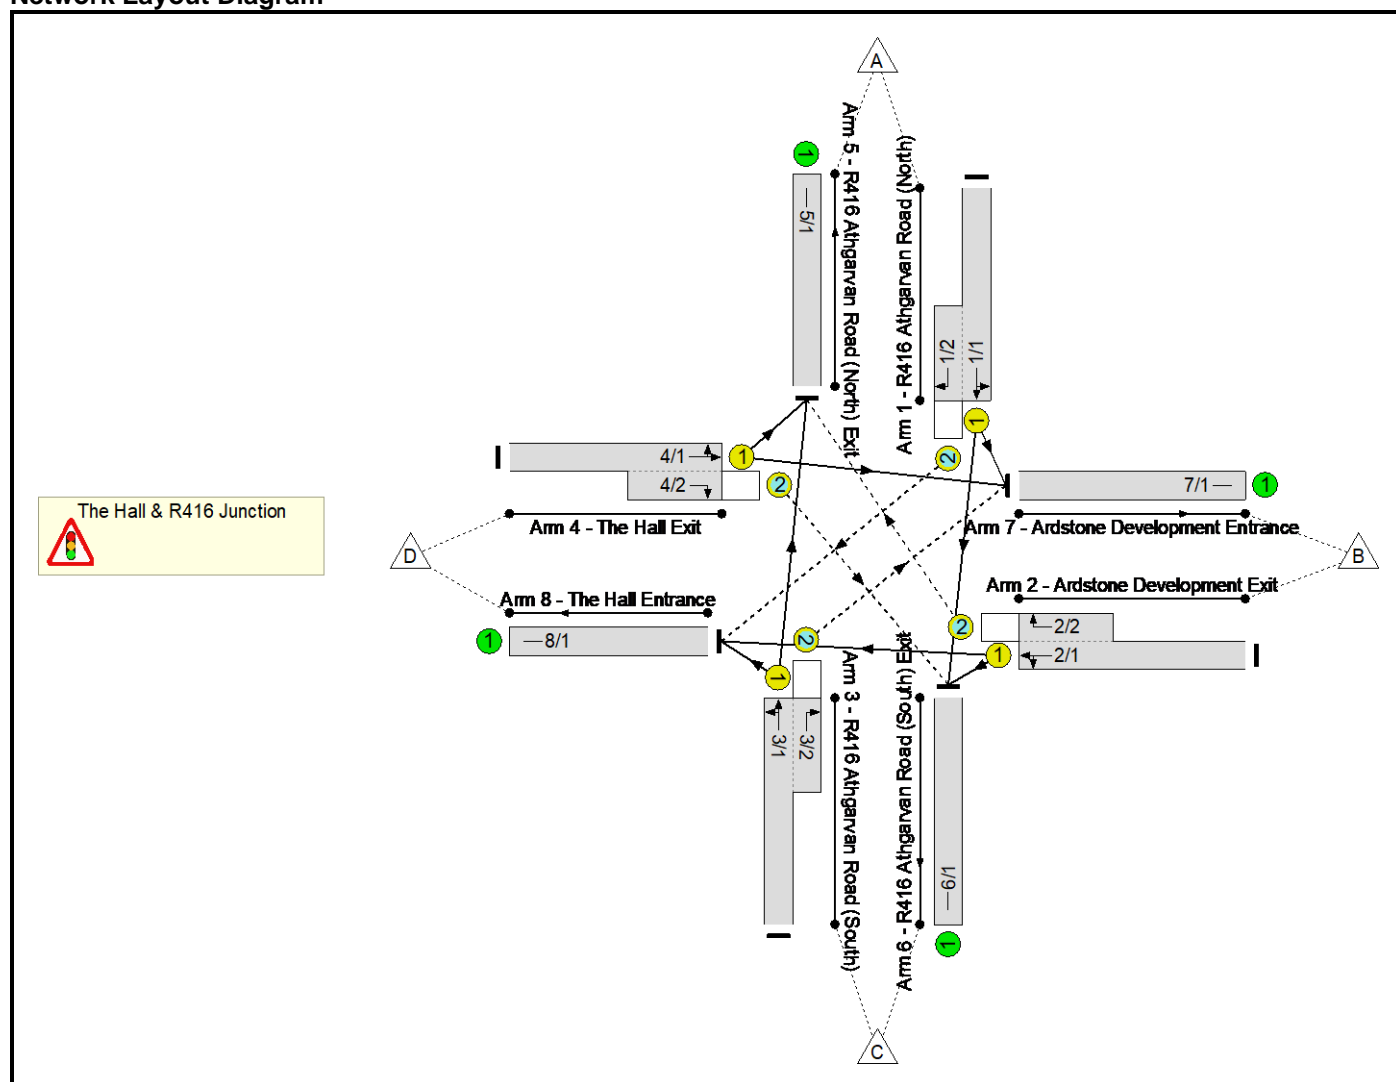 Network Layout Diagram
A
Arm 5 - R416 Athgarvan Road (North) Exit
Arm 1 - R416 Athgarvan Road (North)
1
5/1
1/2
1/1
1
4/1
1
2
4/2
2
7/1
1
The Hall & R416 Junction
Arm 4 - The Hall Exit
Arm 7 - Ardstone Development Entrance
D
B
Arm 8 - The Hall Entrance
Arm 2 - Ardstone Development Exit
1
8/1
2
2
2/2
1
2/1
1
Arm 3 - R416 Athgarvan Road (South)
Arm 6 - R416 Athgarvan Road (South) Exit
3/1
3/2
6/1
1
C